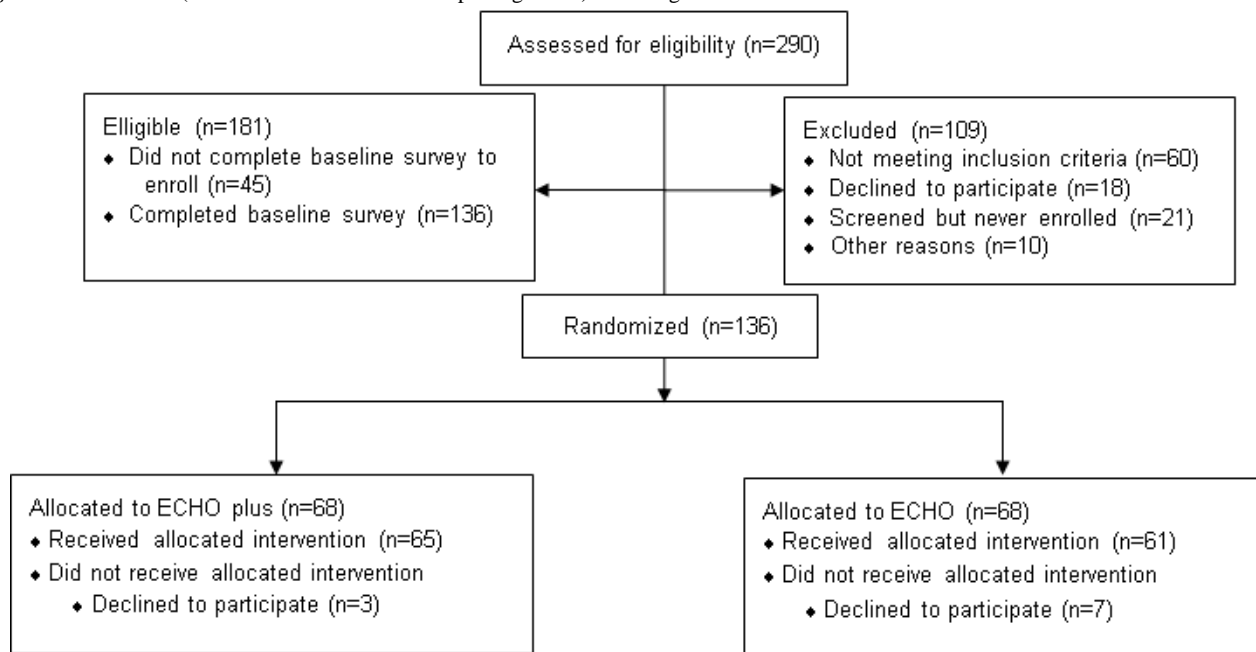 Assessed for eligibility (n=290)
Elligible (n=181)
♦ Did not complete baseline survey to
enroll (n=45)
♦ Completed baseline survey (n=136)
Excluded (n=109)
♦ Not meeting inclusion criteria (n=60)
♦ Declined to participate (n=18)
♦ Screened but never enrolled (n=21)
♦ Other reasons (n=10)
Randomized (n=136)
Allocated to ECHO plus (n=68)
♦ Received allocated intervention (n=65)
♦ Did not receive allocated intervention
♦ Declined to participate (n=3)
Allocated to ECHO (n=68)
♦ Received allocated intervention (n=61)
♦ Did not receive allocated intervention
♦ Declined to participate (n=7)